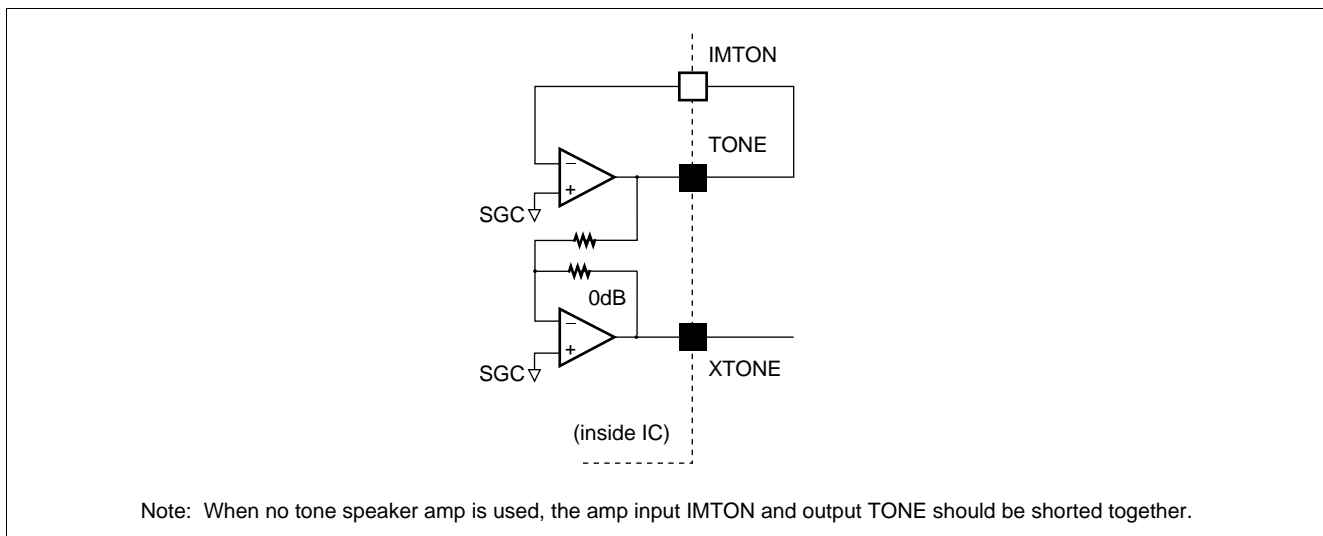 IMTON
TONE
−
+
SGC
0dB
−
+
SGC
XTONE
(inside IC)
Note: When no tone speaker amp is used, the amp input IMTON and output TONE should be shorted together.